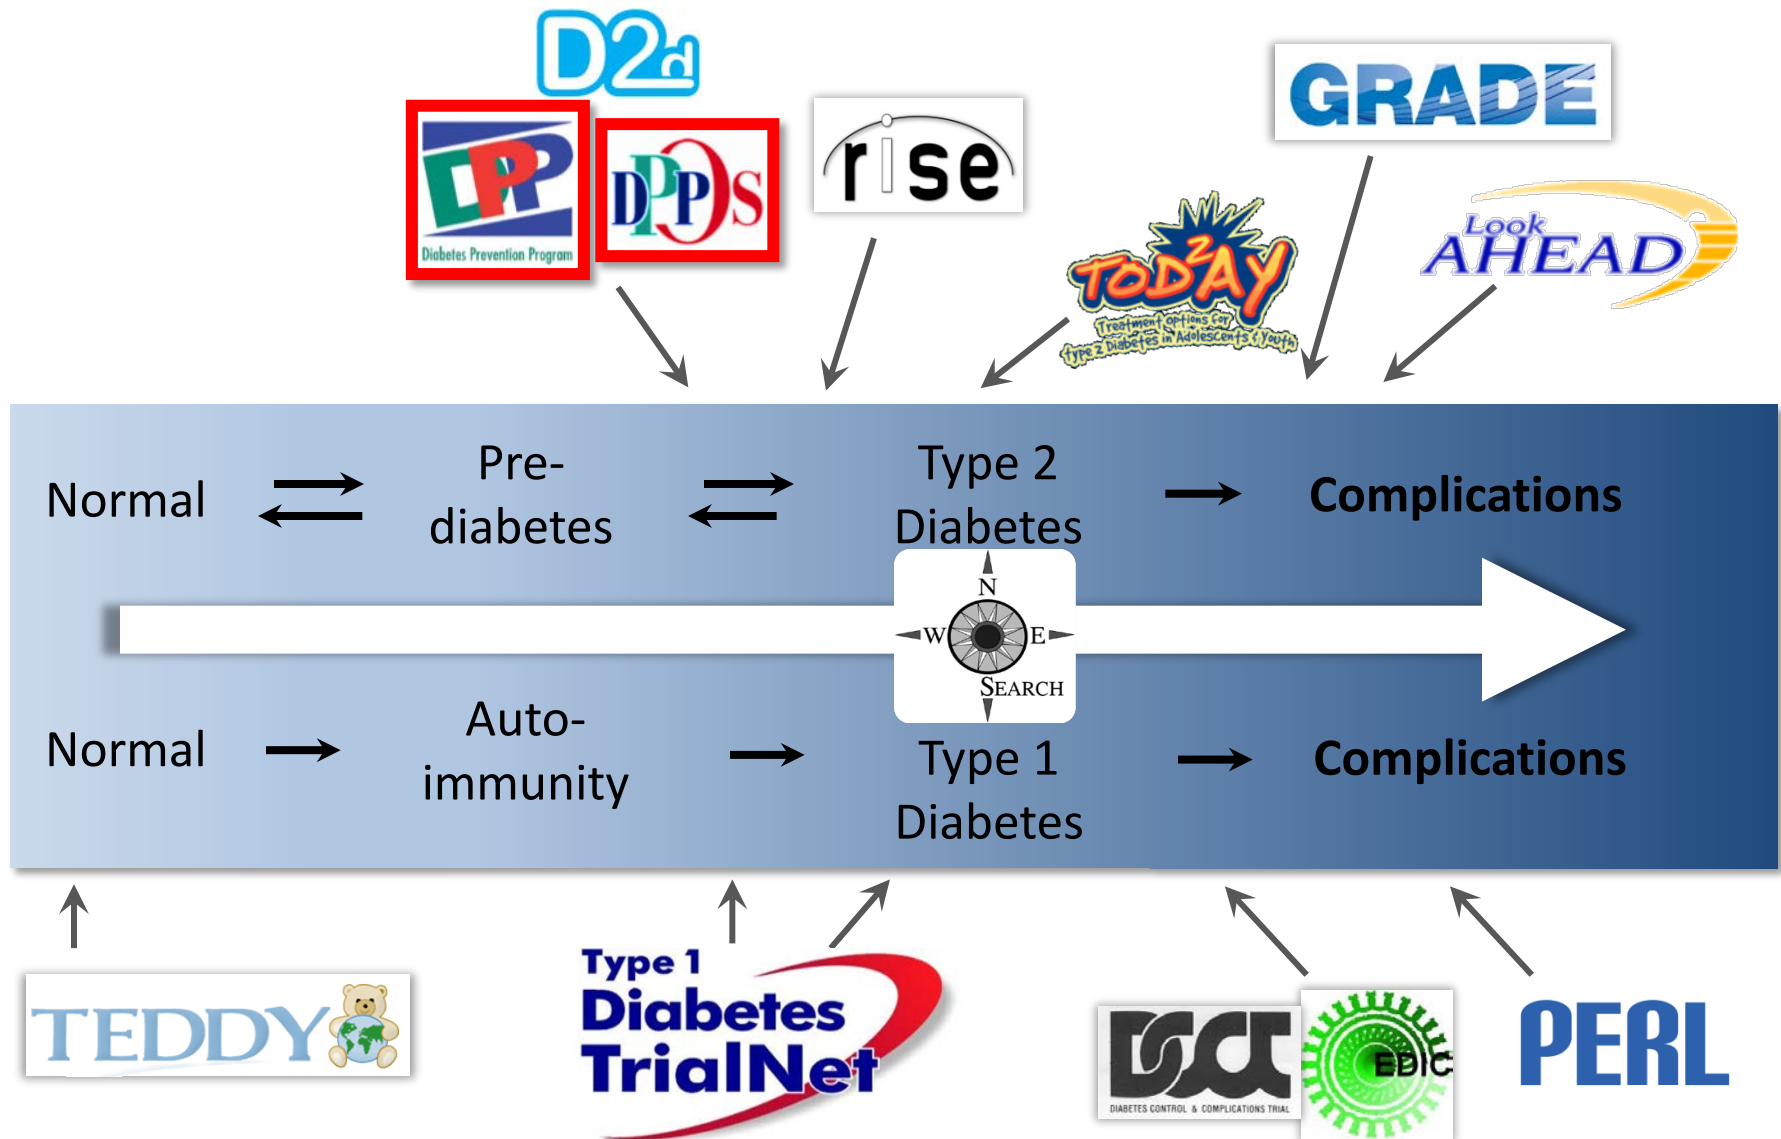 D2d
DPP
Diabetes Prevention Program
DPPOS
rise
GRADE
Look
AHEAD
TODAY
2
Treatment options for
type 2 Diabetes in Adolescents & Youth
Normal
Pre-
diabetes
Type 2
Diabetes
Complications
N
W E
SEARCH
Normal
Auto-
immunity
Type 1
Diabetes
Complications
TEDDY
Type 1
Diabetes
TrialNet
DCCT
DIABETES CONTROL & COMPLICATIONS TRIAL
EDIC
PERL